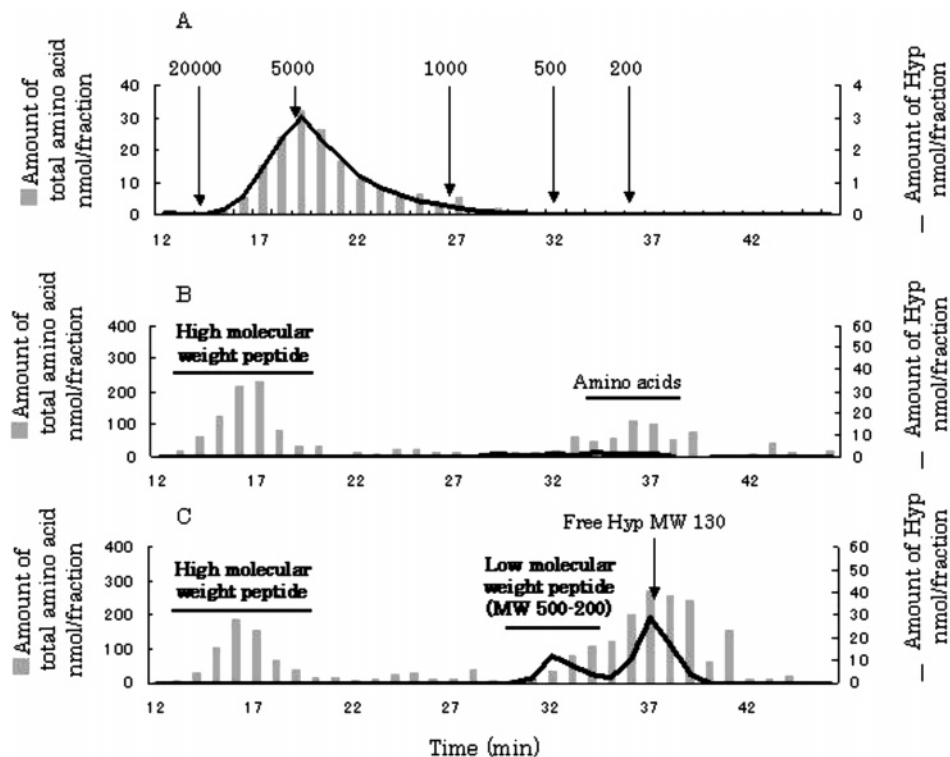 A
20000 5000 1000 500 200
Amount of
total amino acid
nmol/fraction
40
30
20
10
0
4
3
2
1
0
Amount of Hyp
nmol/fraction
12 17 22 27 32 37 42
B
Amount of
total amino acid
nmol/fraction
400
300
200
100
0
High molecular
weight peptide
Amino acids
60
50
40
30
20
10
0
Amount of Hyp
nmol/fraction
12 17 22 27 32 37 42
C
Amount of
total amino acid
nmol/fraction
400
300
200
100
0
High molecular
weight peptide
Low molecular
weight peptide
(MW 500-200)
Free Hyp MW 130
60
50
40
30
20
10
0
Amount of Hyp
nmol/fraction
12 17 22 27 32 37 42
Time (min)